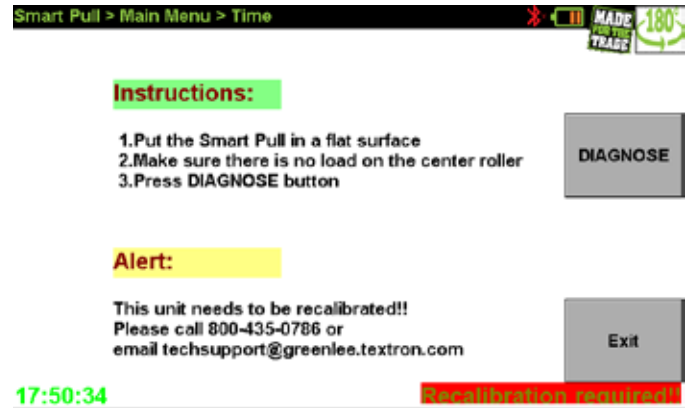 Smart Pull > Main Menu > Time
MADE
FOR THE
TRADE
180°
Instructions:
1.Put the Smart Pull in a flat surface
2.Make sure there is no load on the center roller
3.Press DIAGNOSE button
DIAGNOSE
Alert:
This unit needs to be recalibrated!!
Please call 800-435-0786 or
email techsupport@greenlee.textron.com
Exit
17:50:34
Recalibration required!!